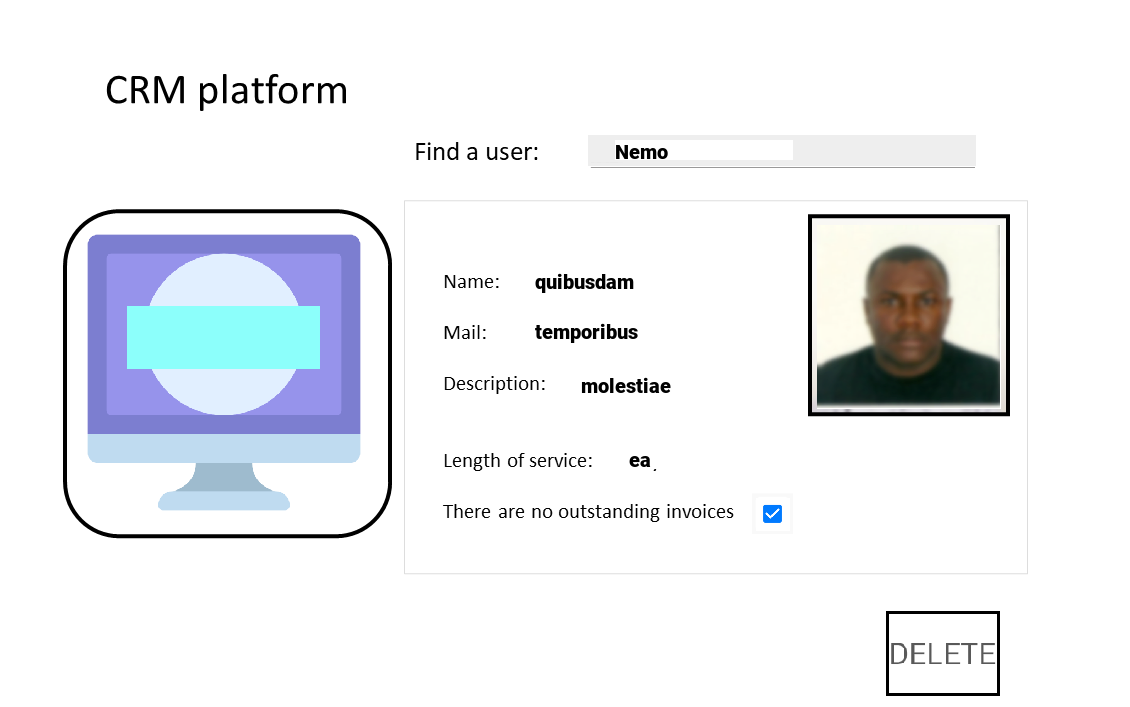 CRM platform
Find a user: Nemo
Name: quibusdam
Mail: temporibus
Description: molestiae
Length of service: ea.
There are no outstanding invoices
DELETE